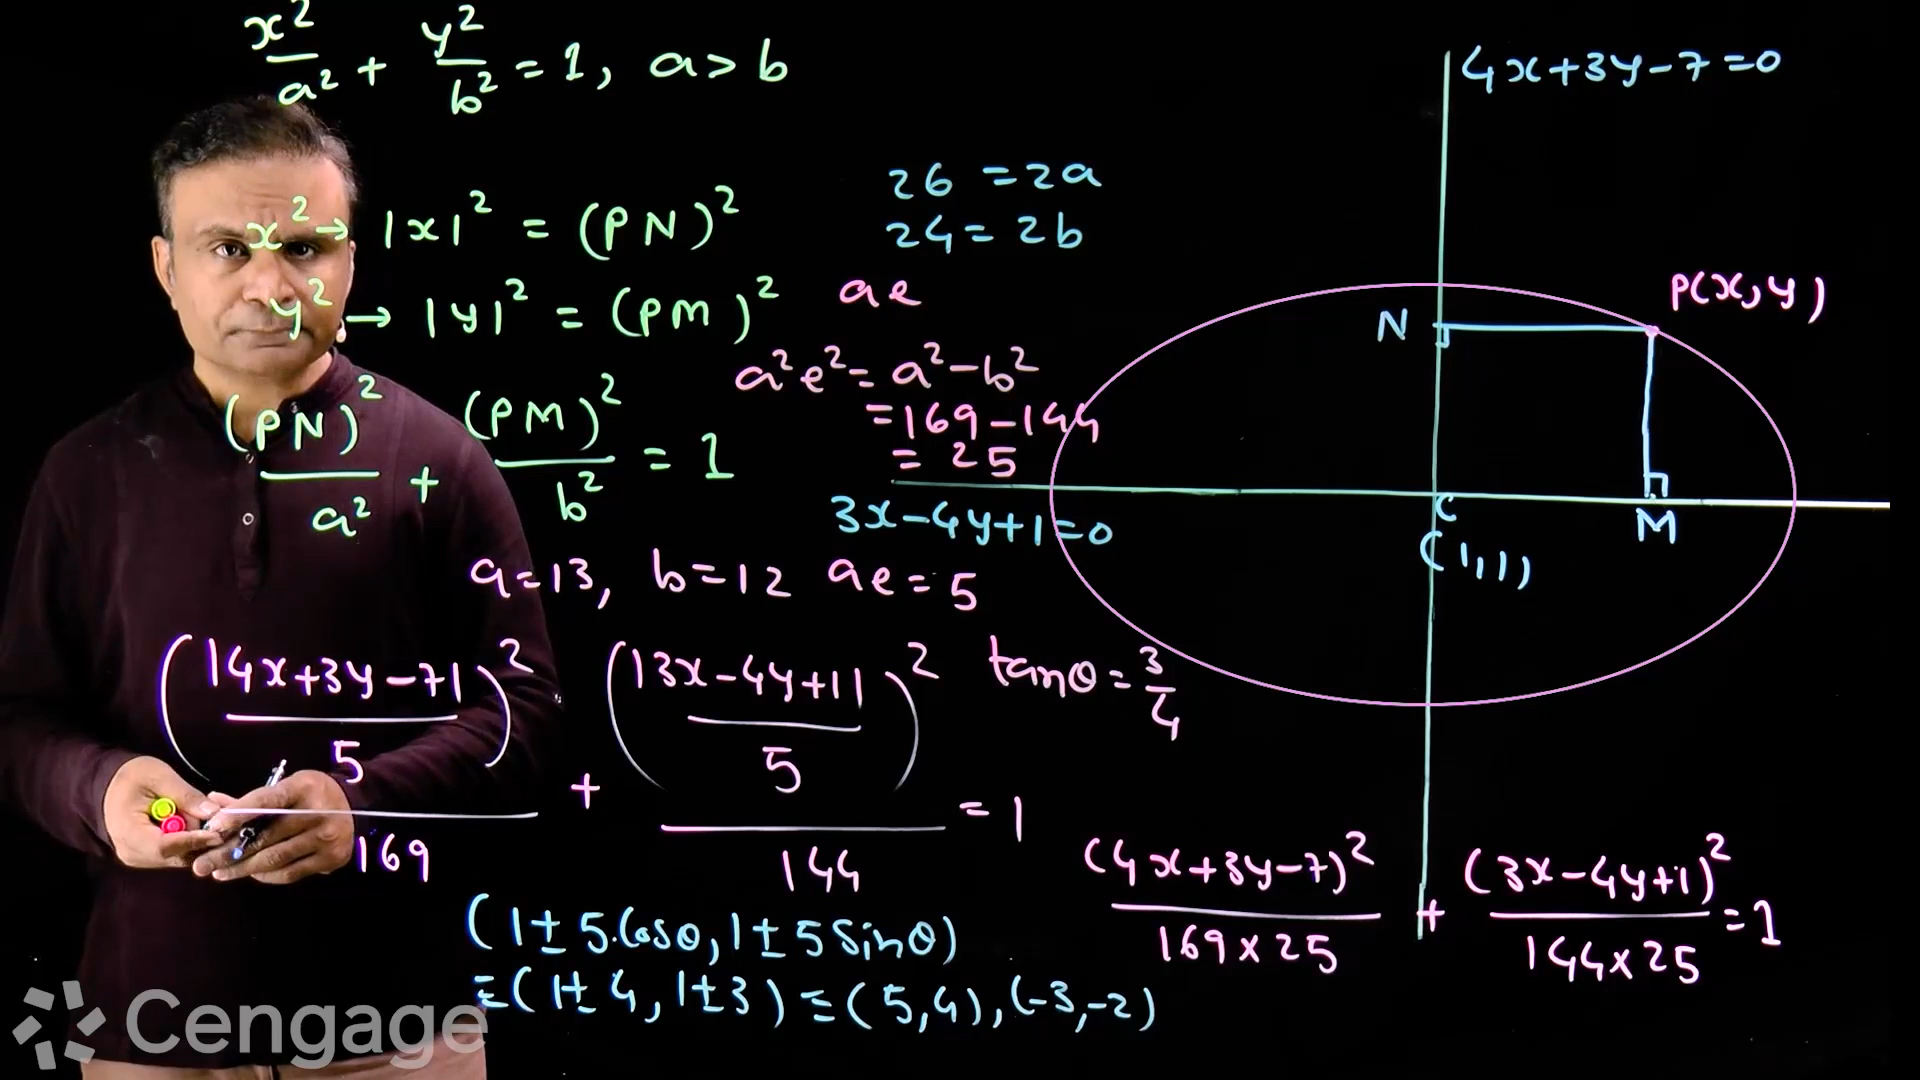 x²/a² + y²/b² = 1, a > b
x² → |x|² = (PN)²
y² → |y|² = (PM)²
(PN)²/a² + (PM)²/b² = 1
26 = 2a
24 = 2b
ae
a²e² = a² − b²
= 169 − 144
= 25
a = 13, b = 12 ae = 5
(|4x+3y−7|/5)²/169 + (|3x−4y+1|/5)²/144 = 1
tanθ = 3/4
(1 ± 5.Cosθ, 1 ± 5 Sinθ)
≡ (1 ± 4, 1 ± 3) ≡ (5,4), (−3,−2)
4x+3y−7=0
P(x,y)
N
3x−4y+1=0
C
M
(1,1)
(4x+3y−7)²/169×25 + (3x−4y+1)²/144×25 = 1
Cengage